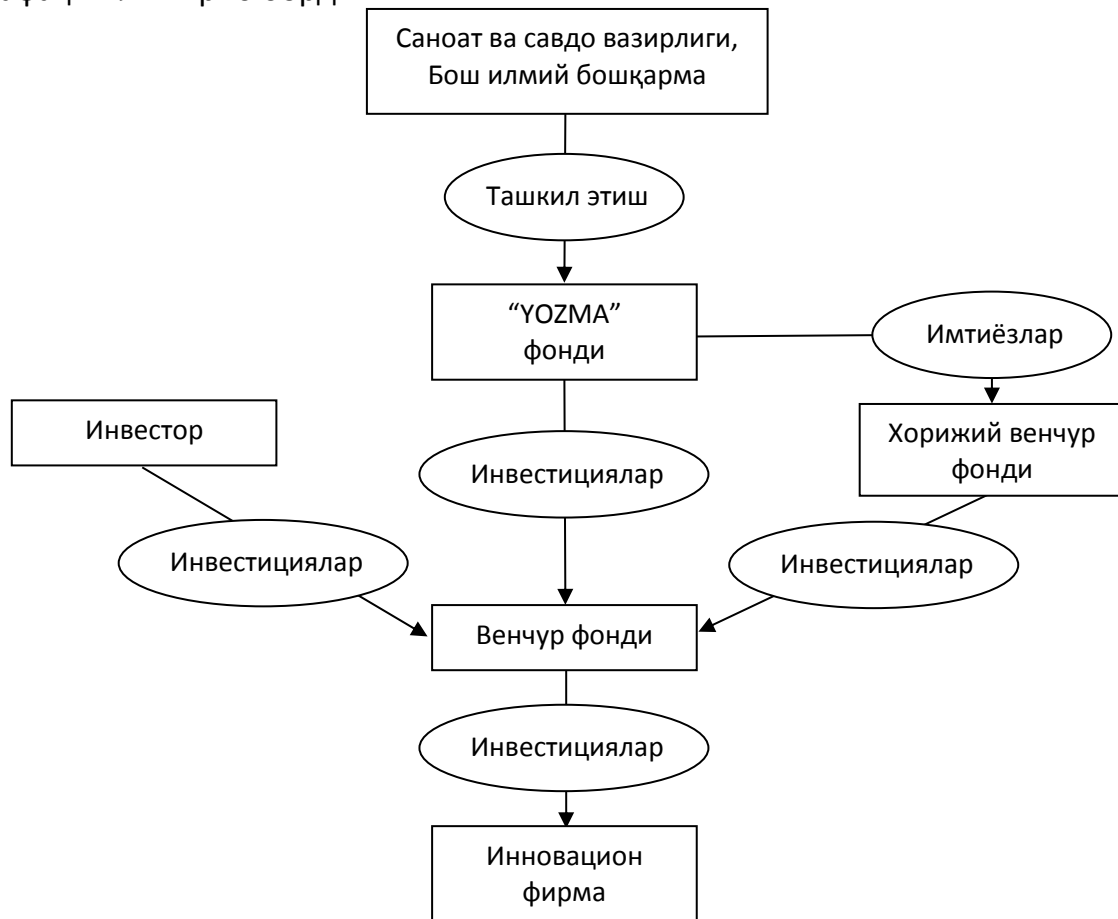 Саноат ва савдо вазирлиги,
Бош илмий бошқарма
Ташкил этиш
“YOZMA”
фонди
Имтиёзлар
Инвестор
Хорижий венчур
фонди
Инвестициялар
Инвестициялар
Инвестициялар
Венчур фонди
Инвестициялар
Инновацион
фирма